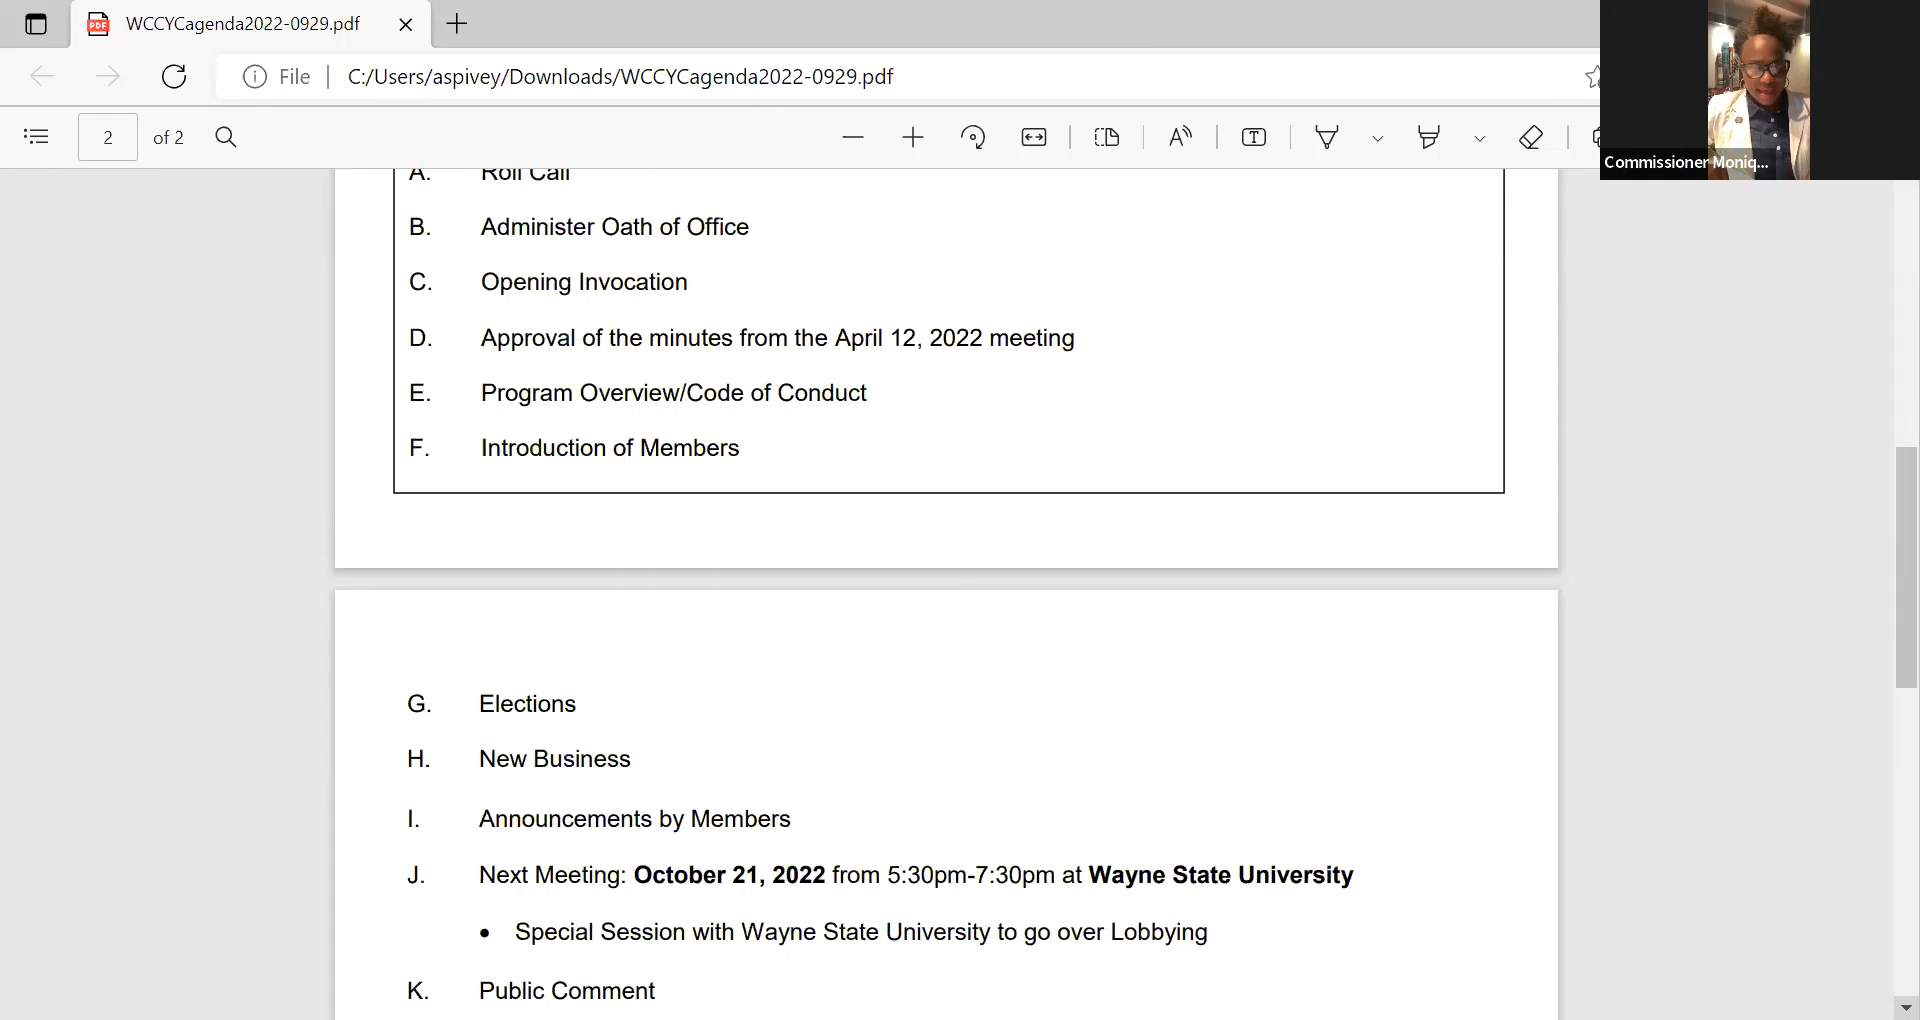 WCCYCagenda2022-0929.pdf
File | C:/Users/aspivey/Downloads/WCCYCagenda2022-0929.pdf
2 of 2
Commissioner Moniq...
A. Roll Call
B. Administer Oath of Office
C. Opening Invocation
D. Approval of the minutes from the April 12, 2022 meeting
E. Program Overview/Code of Conduct
F. Introduction of Members
G. Elections
H. New Business
I. Announcements by Members
J. Next Meeting: October 21, 2022 from 5:30pm-7:30pm at Wayne State University
• Special Session with Wayne State University to go over Lobbying
K. Public Comment